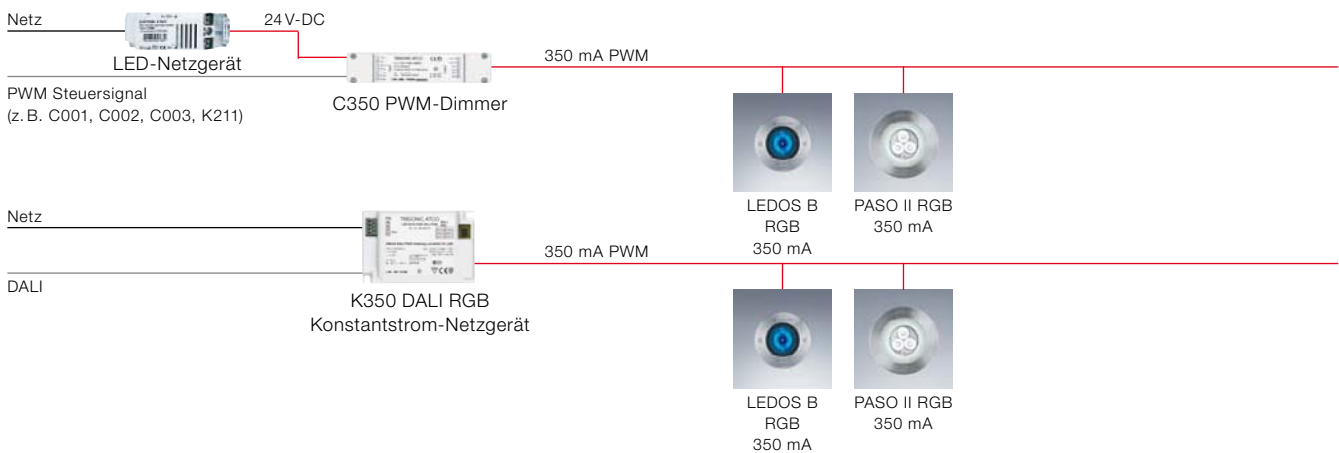 Netz
24 V-DC
LED-Netzgerät
350 mA PWM
PWM Steuersignal
(z. B. C001, C002, C003, K211)
C350 PWM-Dimmer
LEDOS B
RGB
350 mA
PASO II RGB
350 mA
Netz
TRIDONIC.ATCO
350 mA PWM
DALI
K350 DALI RGB
Konstantstrom-Netzgerät
LEDOS B
RGB
350 mA
PASO II RGB
350 mA